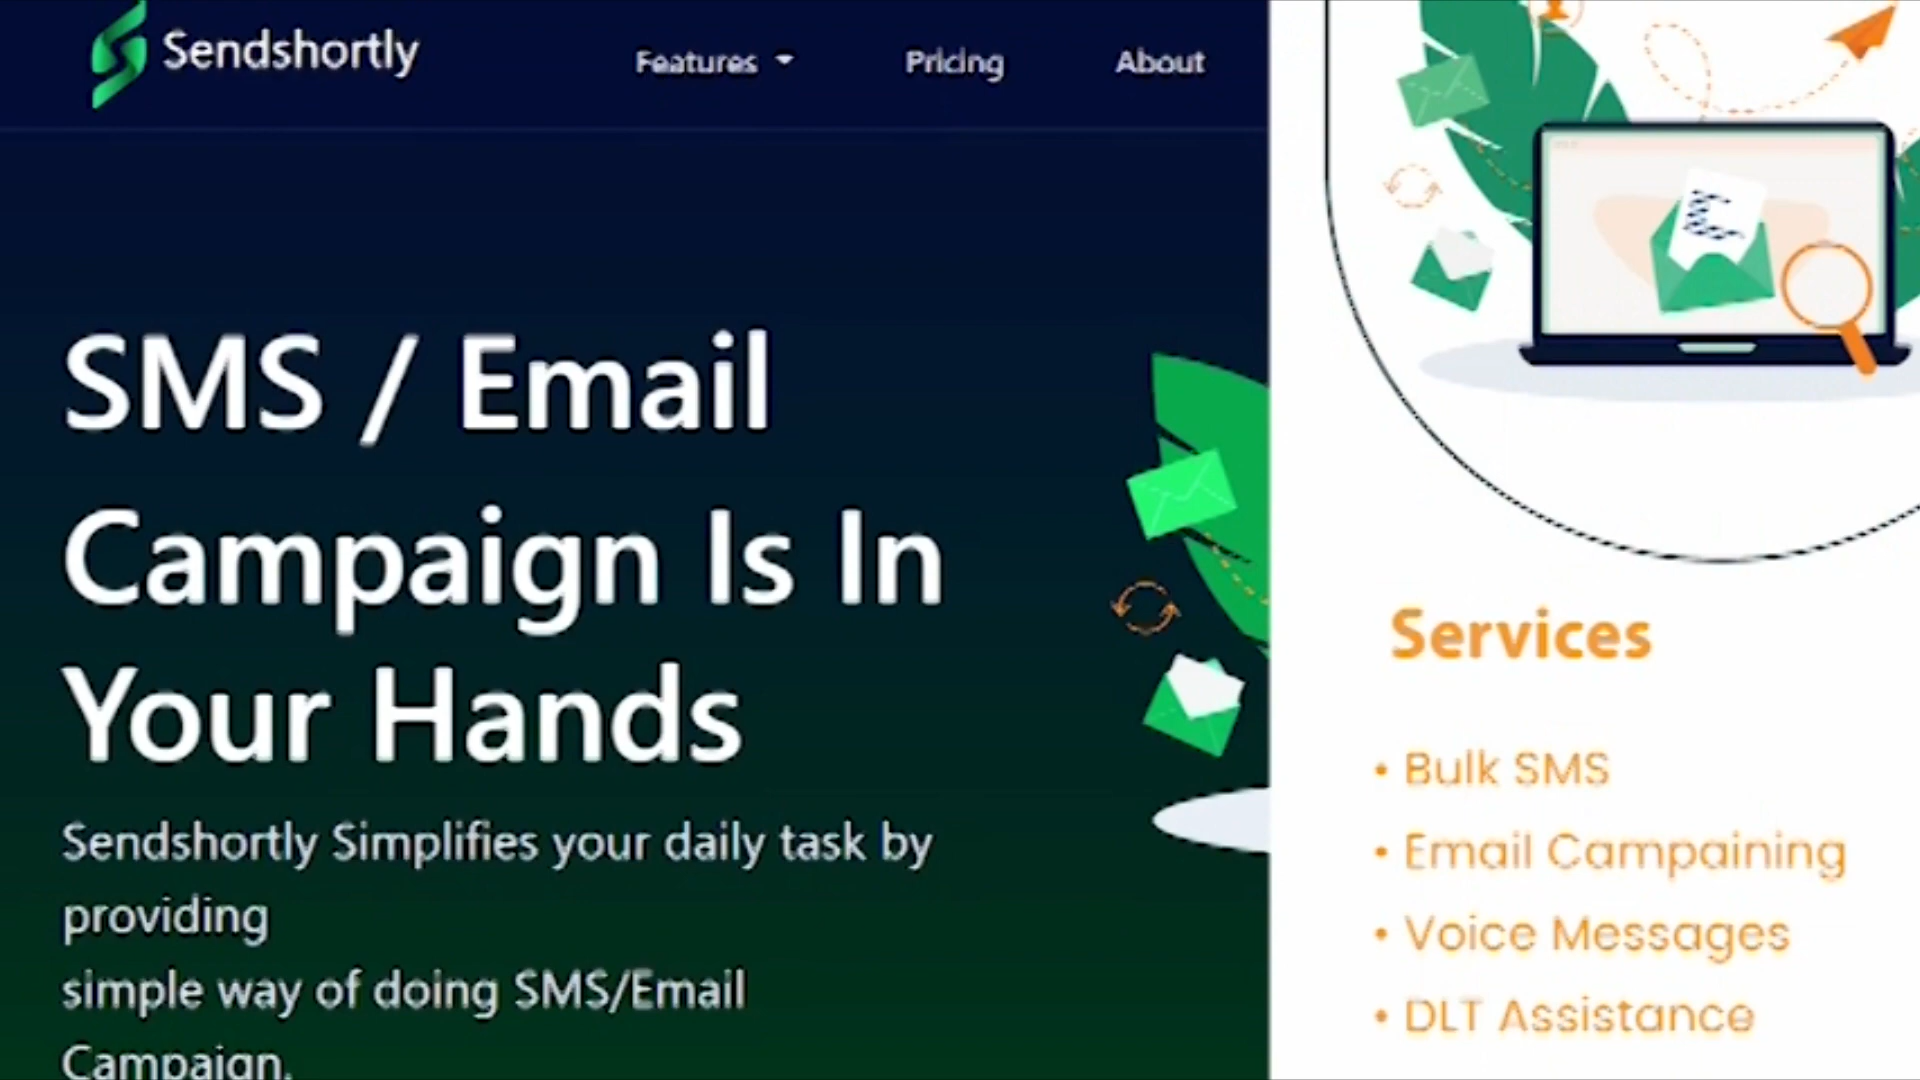 Sendshortly
Features
Pricing
About
SMS / Email
Campaign Is In
Your Hands
Sendshortly Simplifies your daily task by
providing
simple way of doing SMS/Email
Campaign.
Services
• Bulk SMS
• Email Campaining
• Voice Messages
• DLT Assistance